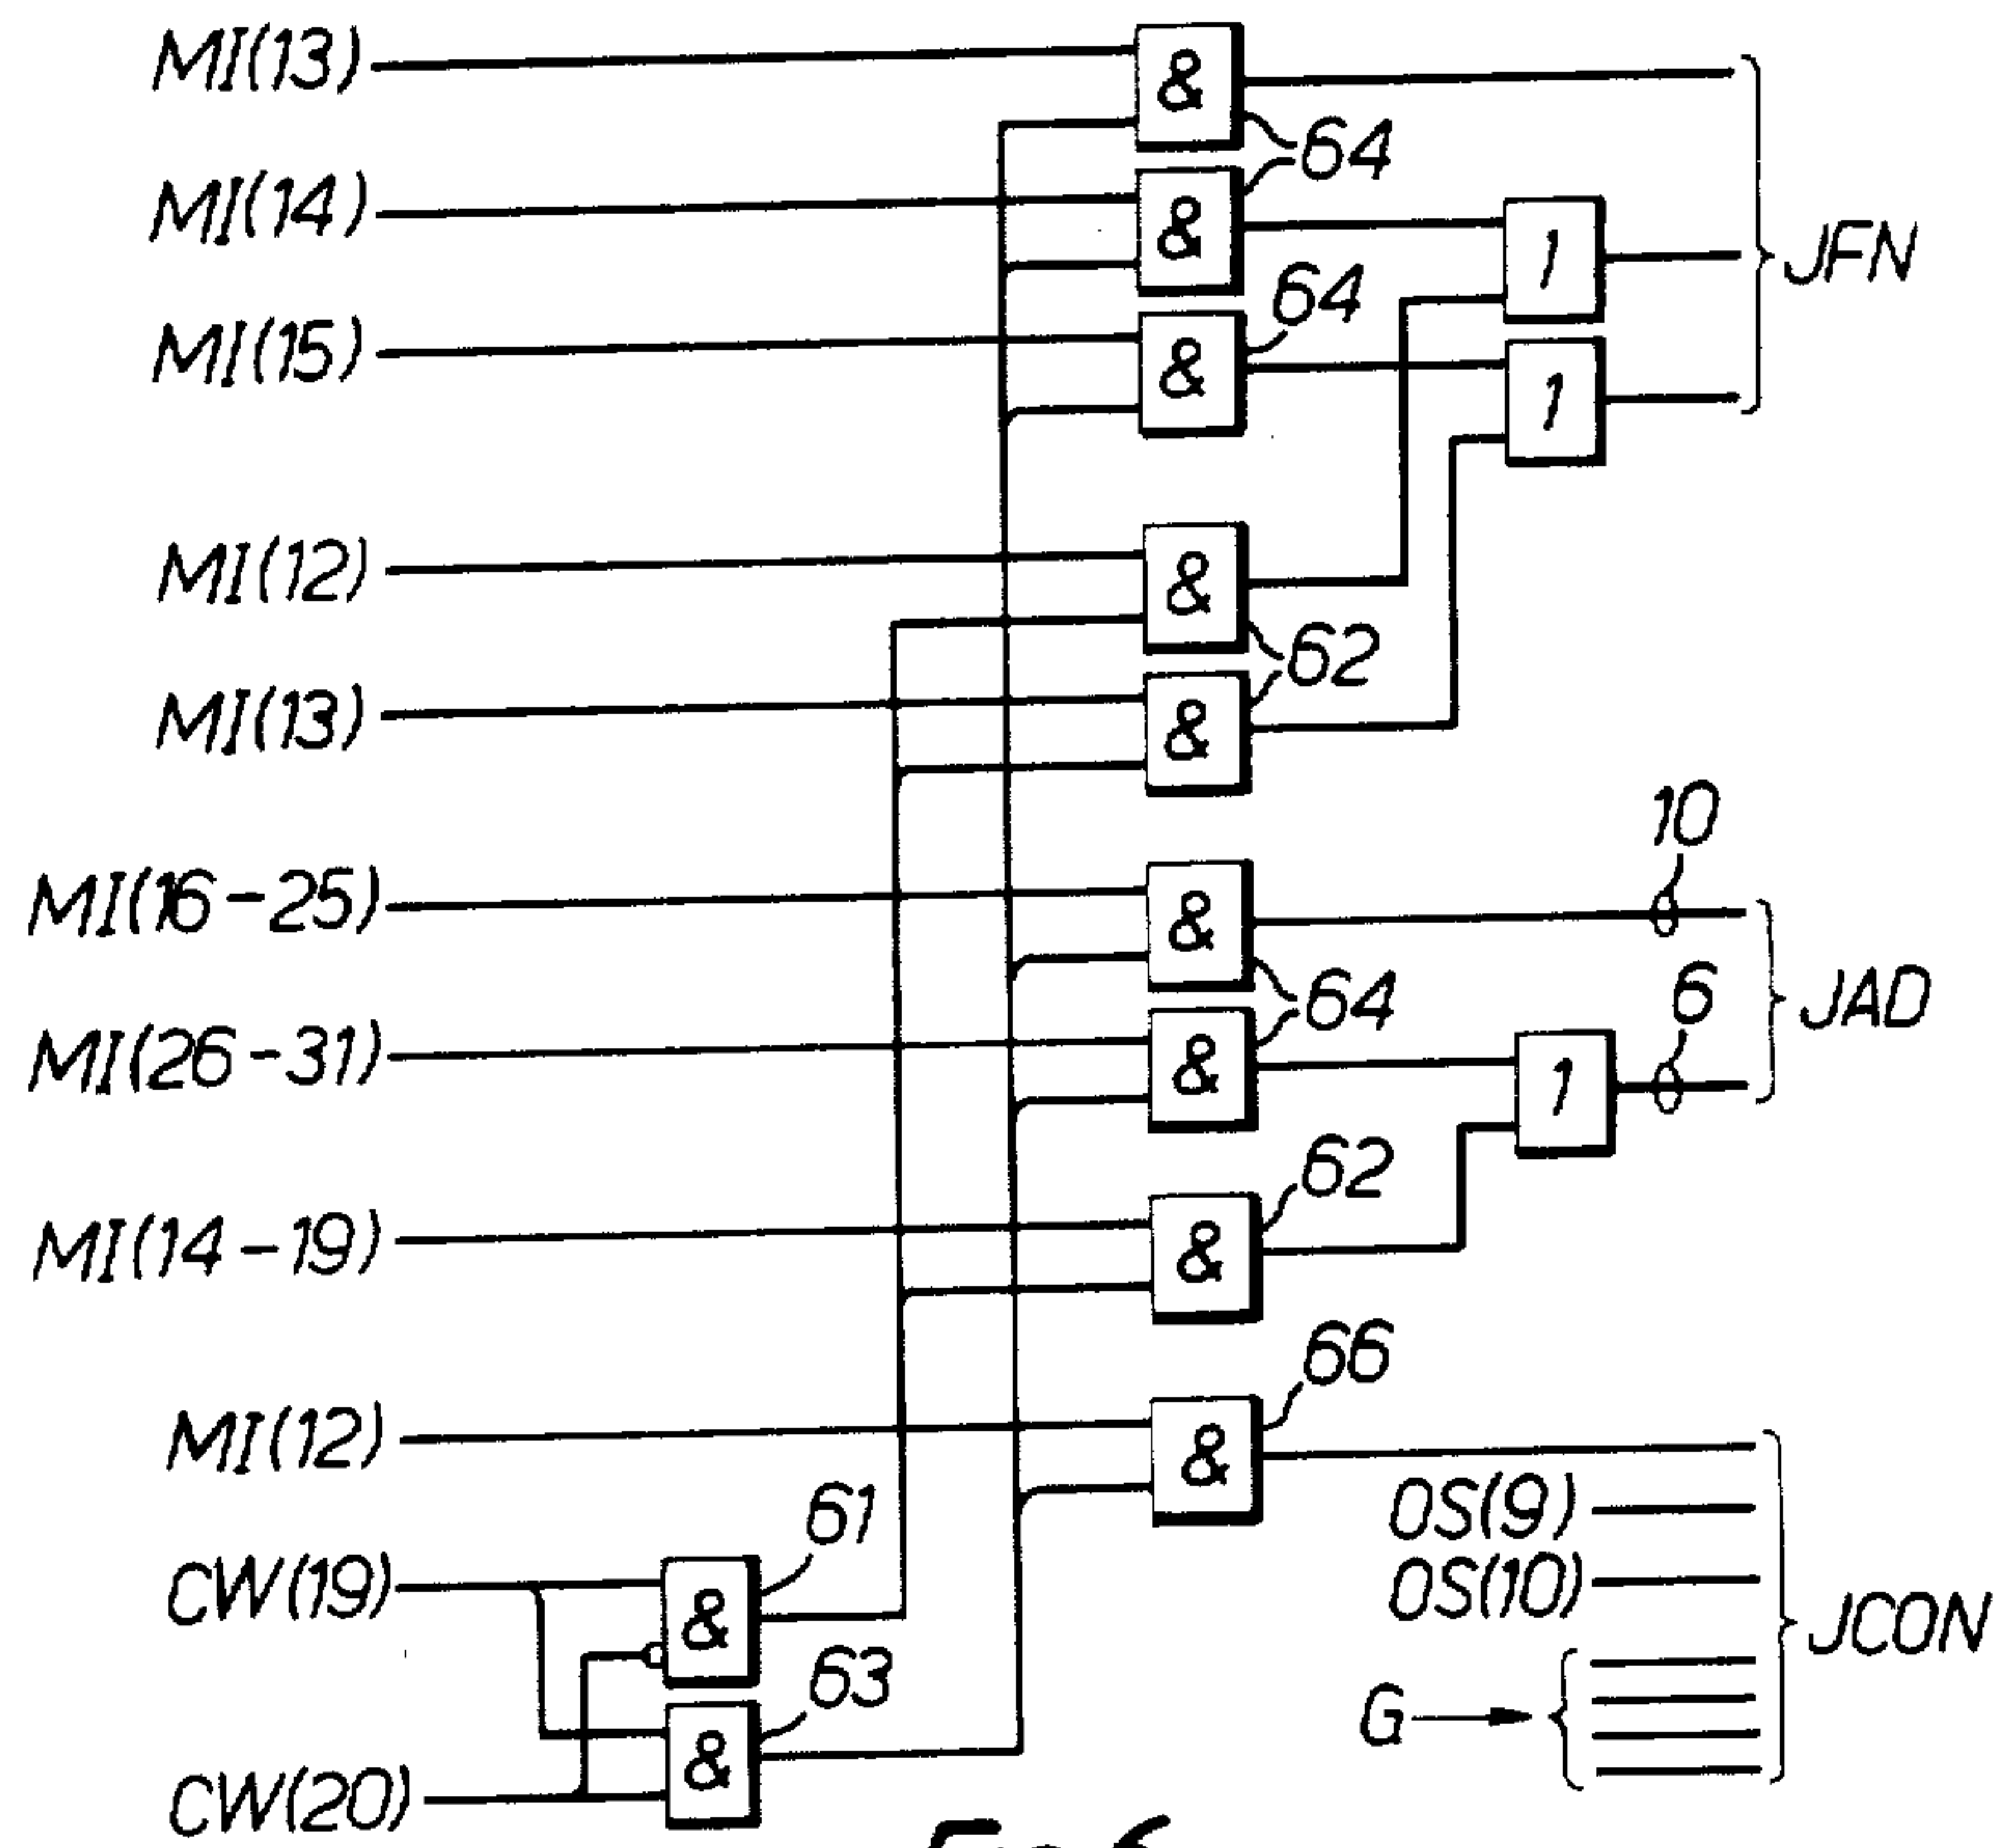 MI(13)
&
64
MI(14)
&
1
JFN
64
MI(15)
&
1
MI(12)
&
62
MI(13)
&
10
MI(16-25)
&
64
6
JAD
MI(26-31)
&
1
62
MI(14-19)
&
66
MI(12)
&
61
OS(9)
CW(19)
&
OS(10)
63
JCON
&
G
CW(20)